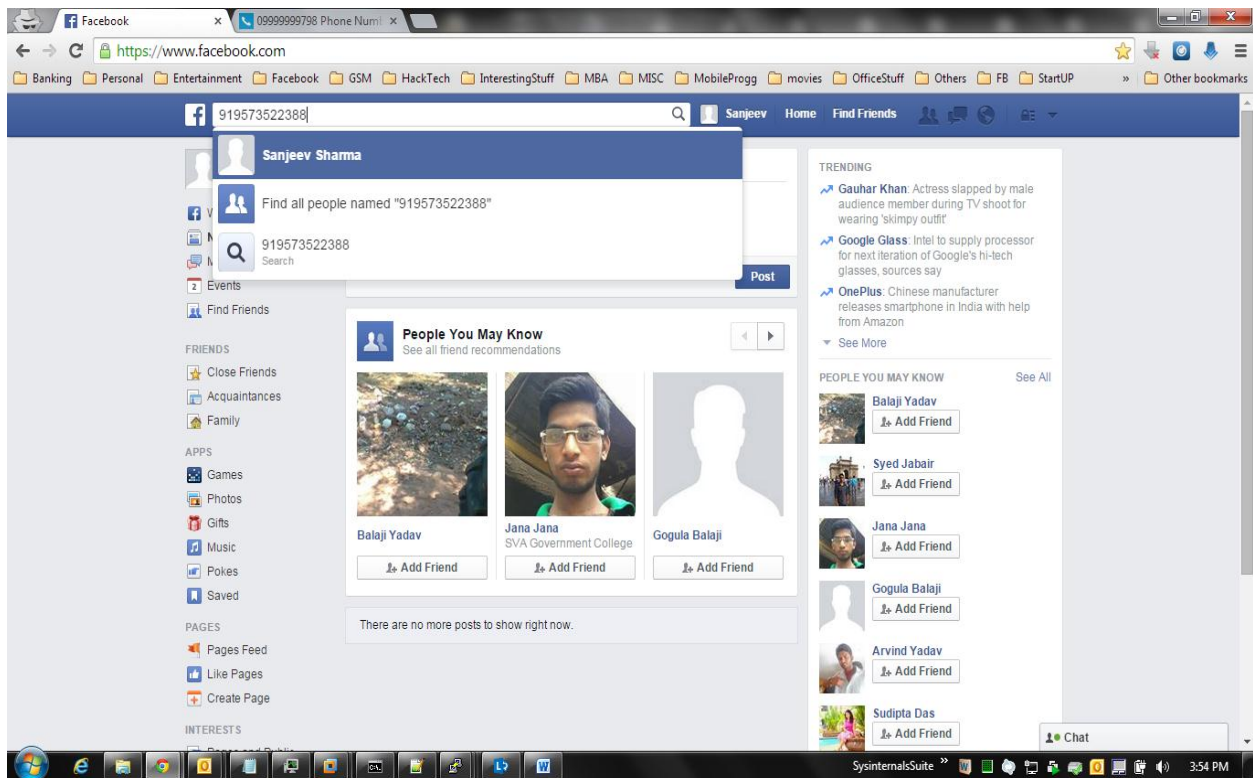 Facebook
09999999798 Phone Num
https://www.facebook.com
Banking Personal Entertainment Facebook GSM HackTech InterestingStuff MBA MISC MobileProgg movies OfficeStuff Others FB StartUP » Other bookmarks
919573522388
Sanjeev Home Find Friends
Sanjeev Sharma
Find all people named "919573522388"
919573522388
Search
2 Events
Find Friends
FRIENDS
Close Friends
Acquaintances
Family
APPS
Games
Photos
Gifts
Music
Pokes
Saved
PAGES
Pages Feed
Like Pages
Create Page
INTERESTS
Post
People You May Know
See all friend recommendations
Balaji Yadav
Add Friend
Jana Jana
SVA Government College
Add Friend
Gogula Balaji
Add Friend
There are no more posts to show right now.
TRENDING
Gauhar Khan: Actress slapped by male
audience member during TV shoot for
wearing 'skimpy outfit'
Google Glass: Intel to supply processor
for next iteration of Google's hi-tech
glasses, sources say
OnePlus: Chinese manufacturer
releases smartphone in India with help
from Amazon
See More
PEOPLE YOU MAY KNOW See All
Balaji Yadav
Add Friend
Syed Jabair
Add Friend
Jana Jana
Add Friend
Gogula Balaji
Add Friend
Arvind Yadav
Add Friend
Sudipta Das
Add Friend
Chat
SysinternalsSuite » 3:54 PM